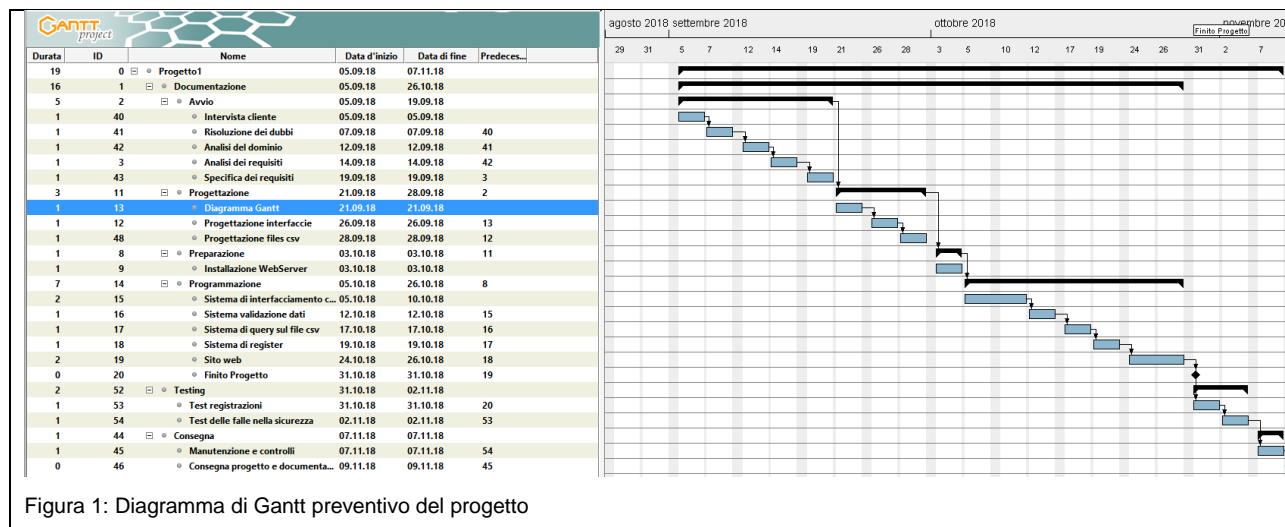 GANTT
project
agosto 2018 settembre 2018 ottobre 2018 novembre 20
Finito Progetto
29 31 5 7 12 14 19 21 26 28 3 5 10 12 17 19 24 26 31 2 7
Durata ID Nome Data d'inizio Data di fine Predeces...
19 0 Progetto1 05.09.18 07.11.18
16 1 Documentazione 05.09.18 26.10.18
5 2 Avvio 05.09.18 19.09.18
1 40 Intervista cliente 05.09.18 05.09.18
1 41 Risoluzione dei dubbi 07.09.18 07.09.18 40
1 42 Analisi del dominio 12.09.18 12.09.18 41
1 3 Analisi dei requisiti 14.09.18 14.09.18 42
1 43 Specifica dei requisiti 19.09.18 19.09.18 3
3 11 Progettazione 21.09.18 28.09.18 2
1 13 Diagramma Gantt 21.09.18 21.09.18
1 12 Progettazione interfaccie 26.09.18 26.09.18 13
1 48 Progettazione files csv 28.09.18 28.09.18 12
1 8 Preparazione 03.10.18 03.10.18 11
1 9 Installazione WebServer 03.10.18 03.10.18
7 14 Programmazione 05.10.18 26.10.18 8
2 15 Sistema di interfacciamento c... 05.10.18 10.10.18
1 16 Sistema validazione dati 12.10.18 12.10.18 15
1 17 Sistema di query sul file csv 17.10.18 17.10.18 16
1 18 Sistema di register 19.10.18 19.10.18 17
2 19 Sito web 24.10.18 26.10.18 18
0 20 Finito Progetto 31.10.18 31.10.18 19
2 52 Testing 31.10.18 02.11.18
1 53 Test registrazioni 31.10.18 31.10.18 20
1 54 Test delle falle nella sicurezza 02.11.18 02.11.18 53
1 44 Consegna 07.11.18 07.11.18
1 45 Manutenzione e controlli 07.11.18 07.11.18 54
0 46 Consegna progetto e documenta... 09.11.18 09.11.18 45
Figura 1: Diagramma di Gantt preventivo del progetto